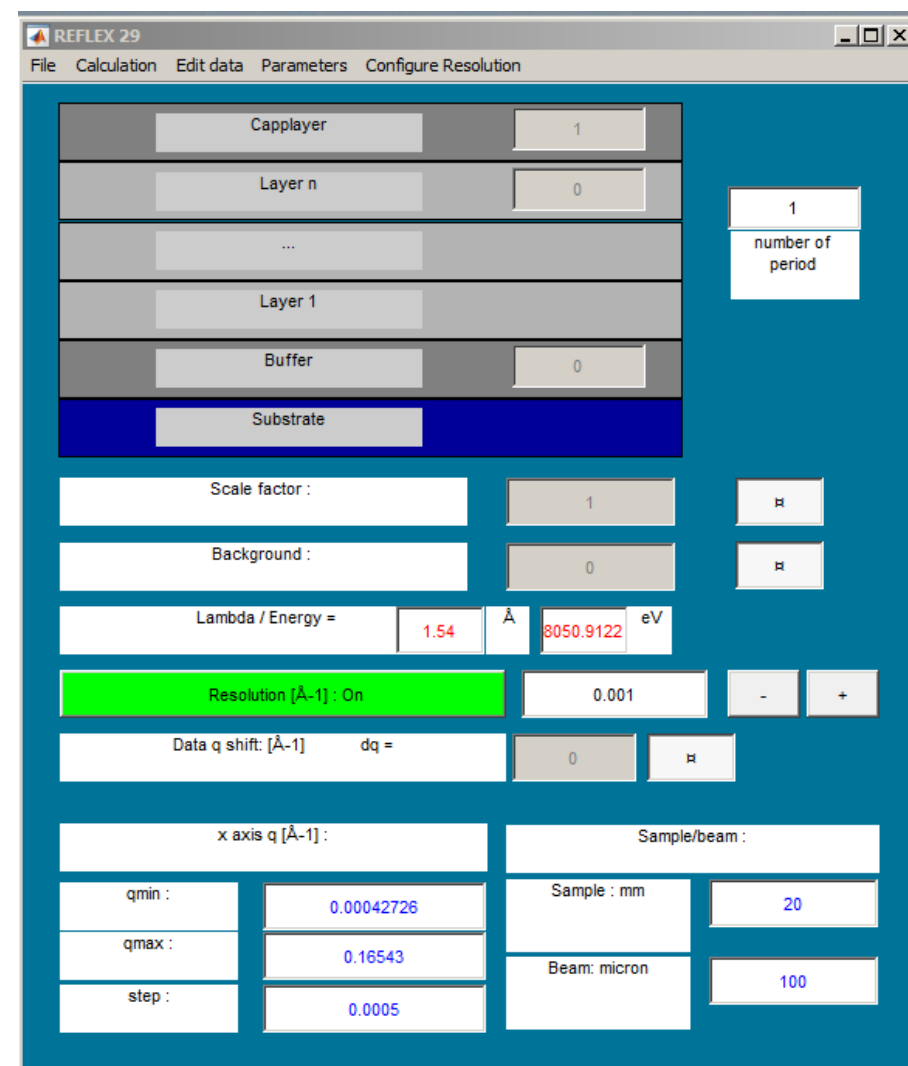 REFLEX 29
File Calculation Edit data Parameters Configure Resolution
Capplayer 1
Layer n 0
1
number of
period
...
Layer 1
Buffer 0
Substrate
Scale factor : 1 ¤
Background : 0 ¤
Lambda / Energy = 1.54 Å 8050.9122 eV
Resolution [Å-1] : On 0.001 - +
Data q shift: [Å-1] dq = 0 ¤
x axis q [Å-1] : Sample/beam :
qmin : 0.00042726 Sample : mm 20
qmax : 0.16543
Beam: micron 100
step : 0.0005